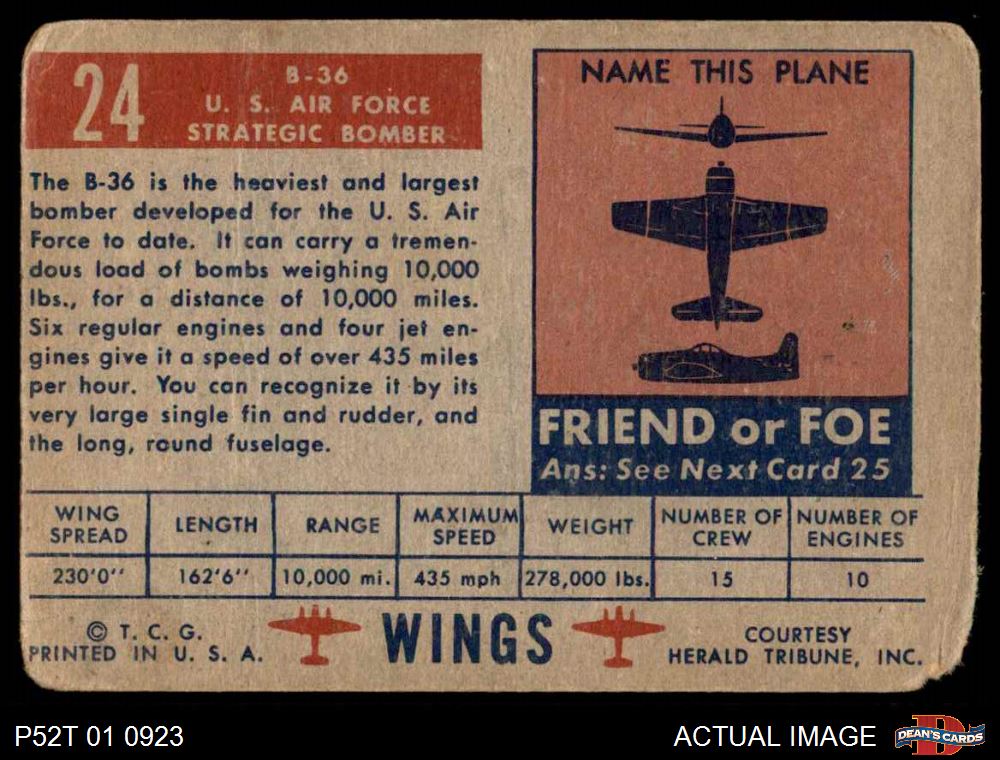 24
B-36
U. S. AIR FORCE
STRATEGIC BOMBER
The B-36 is the heaviest and largest
bomber developed for the U. S. Air
Force to date. It can carry a tremen-
dous load of bombs weighing 10,000
lbs., for a distance of 10,000 miles.
Six regular engines and four jet en-
gines give it a speed of over 435 miles
per hour. You can recognize it by its
very large single fin and rudder, and
the long, round fuselage.
NAME THIS PLANE
FRIEND or FOE
Ans: See Next Card 25
WING SPREAD LENGTH RANGE MAXIMUM SPEED WEIGHT NUMBER OF CREW NUMBER OF ENGINES
230'0'' 162'6'' 10,000 mi. 435 mph 278,000 lbs. 15 10
© T. C. G.
PRINTED IN U. S. A.
WINGS
COURTESY
HERALD TRIBUNE, INC.
P52T 01 0923
ACTUAL IMAGE
D
DEAN'S CARDS